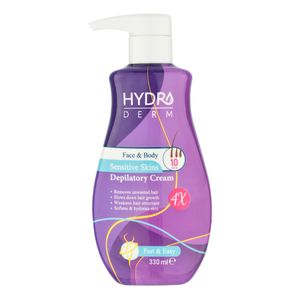 HYDRA
DERM
Face & Body
Sensitive Skins
10
Depilatory Cream
• Removes unwanted hair
• Slows down hair growth
• Weakens hair structure
• Softens & hydrates skin
4X
Fast & Easy
330 ml e